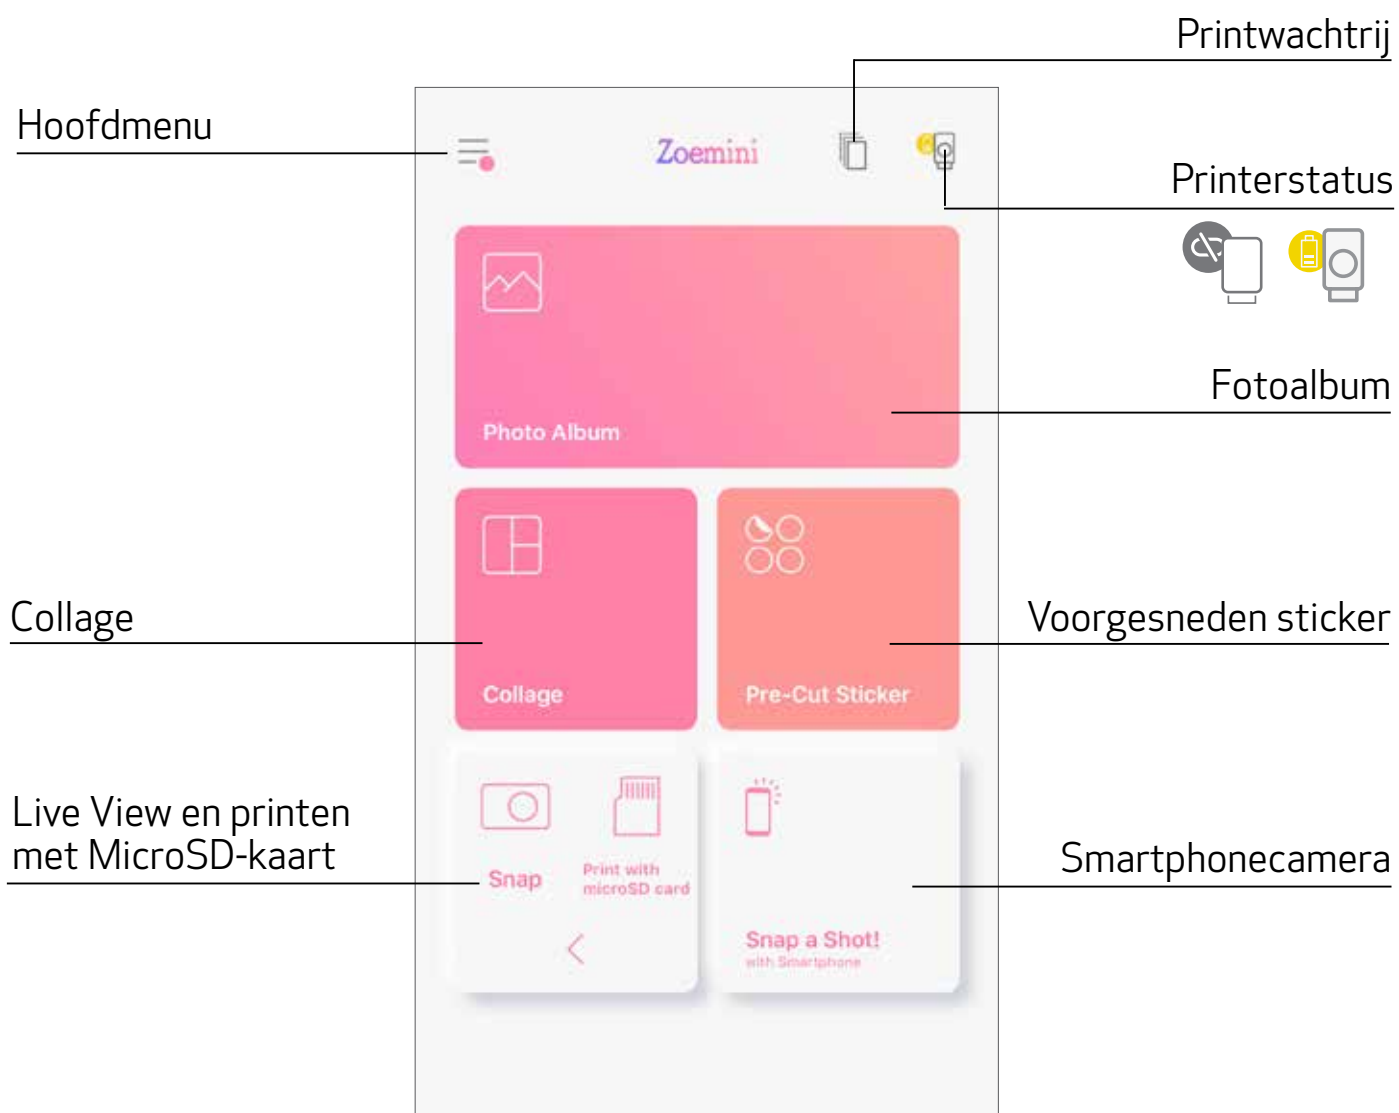 Printwachtrij
Hoofdmenu
Zoemini
Printerstatus
Photo Album
Fotoalbum
Collage
Voorgesneden sticker
Collage
Pre-Cut Sticker
Live View en printen
met MicroSD-kaart
Snap
Print with
microSD card
Smartphonecamera
Snap a Shot!
with Smartphone